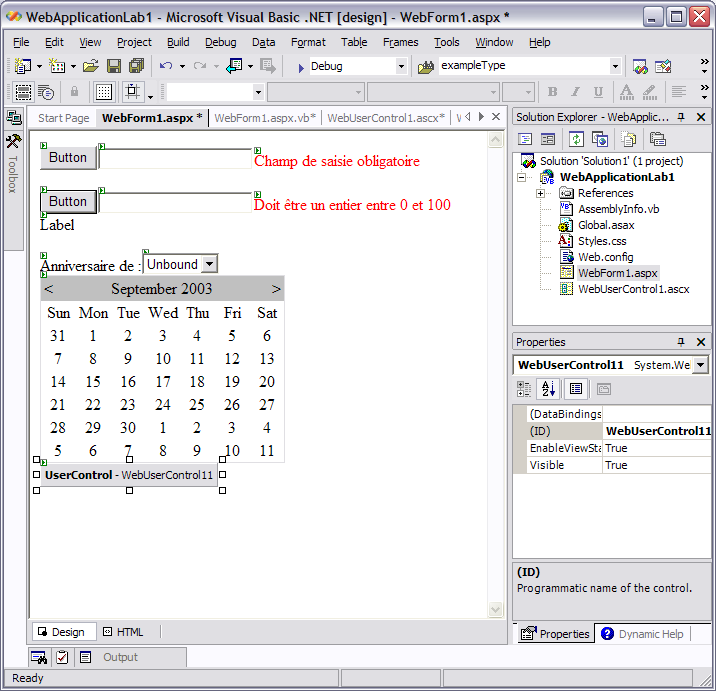 WebApplicationLab1 - Microsoft Visual Basic .NET [design] - WebForm1.aspx *
File Edit View Project Build Debug Data Format Table Frames Tools Window Help
Debug exampleType
B I U A
Start Page WebForm1.aspx * WebForm1.aspx.vb* WebUserControl1.ascx*
Toolbox
Button Champ de saisie obligatoire
Button Doit être un entier entre 0 et 100
Label
Anniversaire de : Unbound
< September 2003 >
Sun Mon Tue Wed Thu Fri Sat
31 1 2 3 4 5 6
7 8 9 10 11 12 13
14 15 16 17 18 19 20
21 22 23 24 25 26 27
28 29 30 1 2 3 4
5 6 7 8 9 10 11
UserControl - WebUserControl11
Design HTML
Output
Ready
Solution Explorer - WebApplic...
Solution 'Solution1' (1 project)
WebApplicationLab1
References
AssemblyInfo.vb
Global.asax
Styles.css
Web.config
WebForm1.aspx
WebUserControl1.ascx
Properties
WebUserControl11 System.We
(DataBindings
(ID) WebUserControl11
EnableViewSta True
Visible True
(ID)
Programmatic name of the control.
Properties Dynamic Help